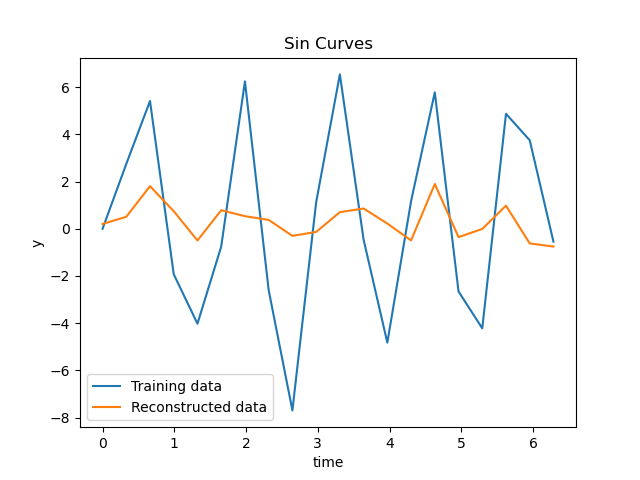 Sin Curves
y
6
4
2
0
−2
−4
−6
−8
Training data
Reconstructed data
0 1 2 3 4 5 6
time